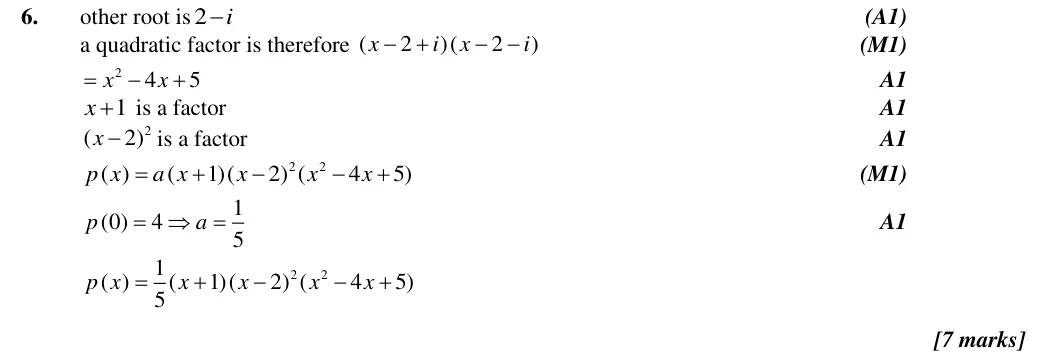 6. other root is 2 − i (A1)
a quadratic factor is therefore (x − 2 + i)(x − 2 − i) (M1)
= x² − 4x + 5 A1
x + 1 is a factor A1
(x − 2)² is a factor A1
p(x) = a(x + 1)(x − 2)²(x² − 4x + 5) (M1)
p(0) = 4 ⇒ a = 1/5 A1
p(x) = 1/5(x + 1)(x − 2)²(x² − 4x + 5)
[7 marks]